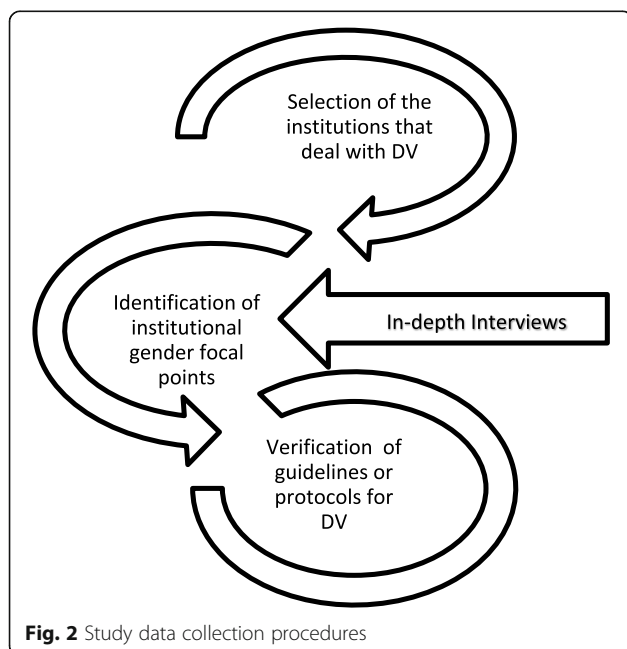 Selection of the
institutions that
deal with DV
Identification of
institutional
gender focal
points
In-depth Interviews
Verification of
guidelines or
protocols for
DV
Fig. 2 Study data collection procedures